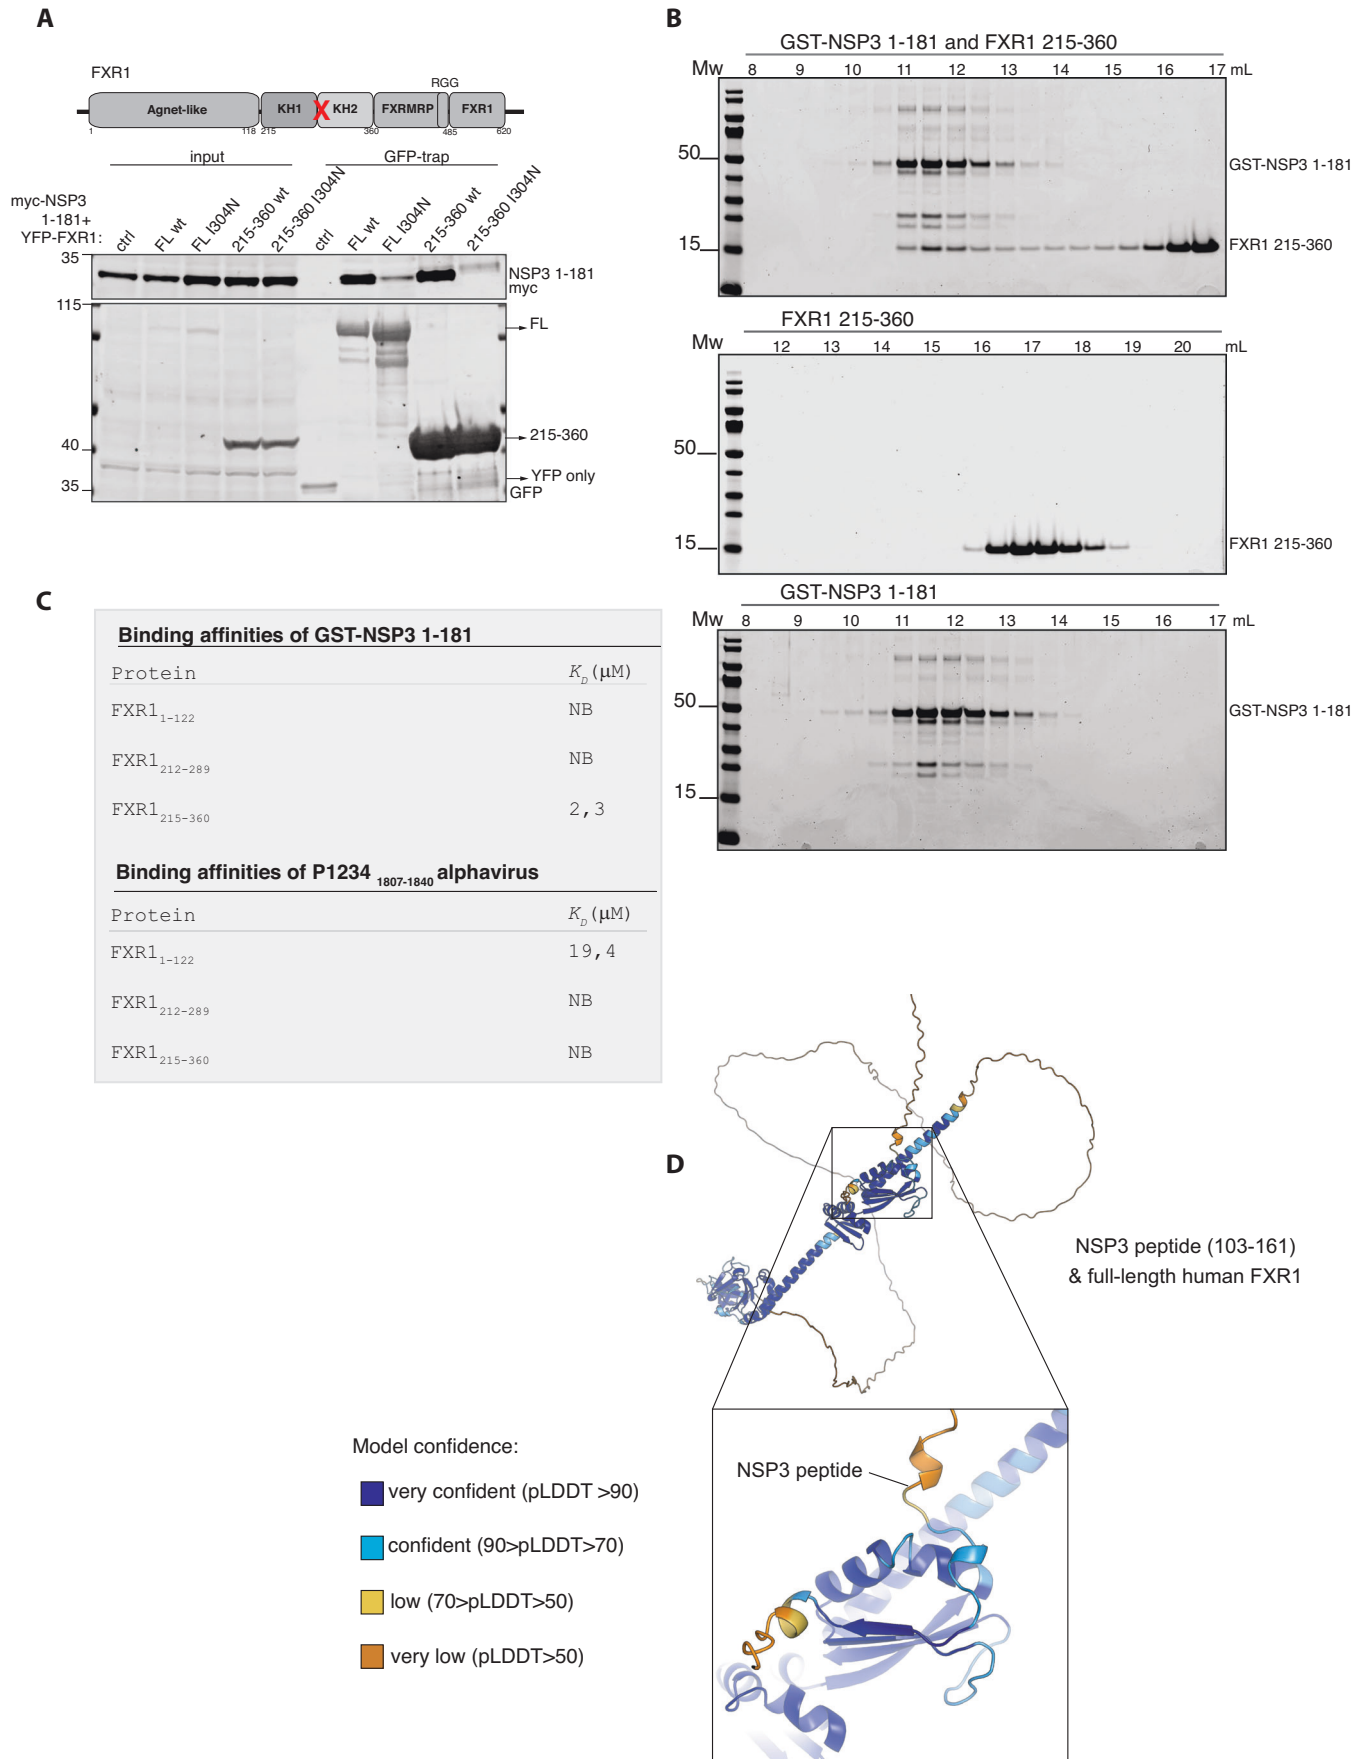 A
FXR1
RGG
Agnet-like
KH1
X
KH2
FXRMRP
FXR1
1
118
215
360
485
620
input
GFP-trap
myc-NSP3
1-181+
YFP-FXR1:
ctrl
FL wt
FL I304N
215-360 wt
215-360 I304N
ctrl
FL wt
FL I304N
215-360 wt
215-360 I304N
35
NSP3 1-181
myc
115
FL
40
215-360
YFP only
35
GFP
B
GST-NSP3 1-181 and FXR1 215-360
Mw 8 9 10 11 12 13 14 15 16 17 mL
50
GST-NSP3 1-181
15
FXR1 215-360
FXR1 215-360
Mw 12 13 14 15 16 17 18 19 20 mL
50
15
FXR1 215-360
GST-NSP3 1-181
Mw 8 9 10 11 12 13 14 15 16 17 mL
50
GST-NSP3 1-181
15
C
Binding affinities of GST-NSP3 1-181
Protein K_D (µM)
FXR1 1-122 NB
FXR1 212-289 NB
FXR1 215-360 2,3
Binding affinities of P1234 1807-1840 alphavirus
Protein K_D (µM)
FXR1 1-122 19,4
FXR1 212-289 NB
FXR1 215-360 NB
D
NSP3 peptide (103-161)
& full-length human FXR1
NSP3 peptide
Model confidence:
very confident (pLDDT >90)
confident (90>pLDDT>70)
low (70>pLDDT>50)
very low (pLDDT>50)